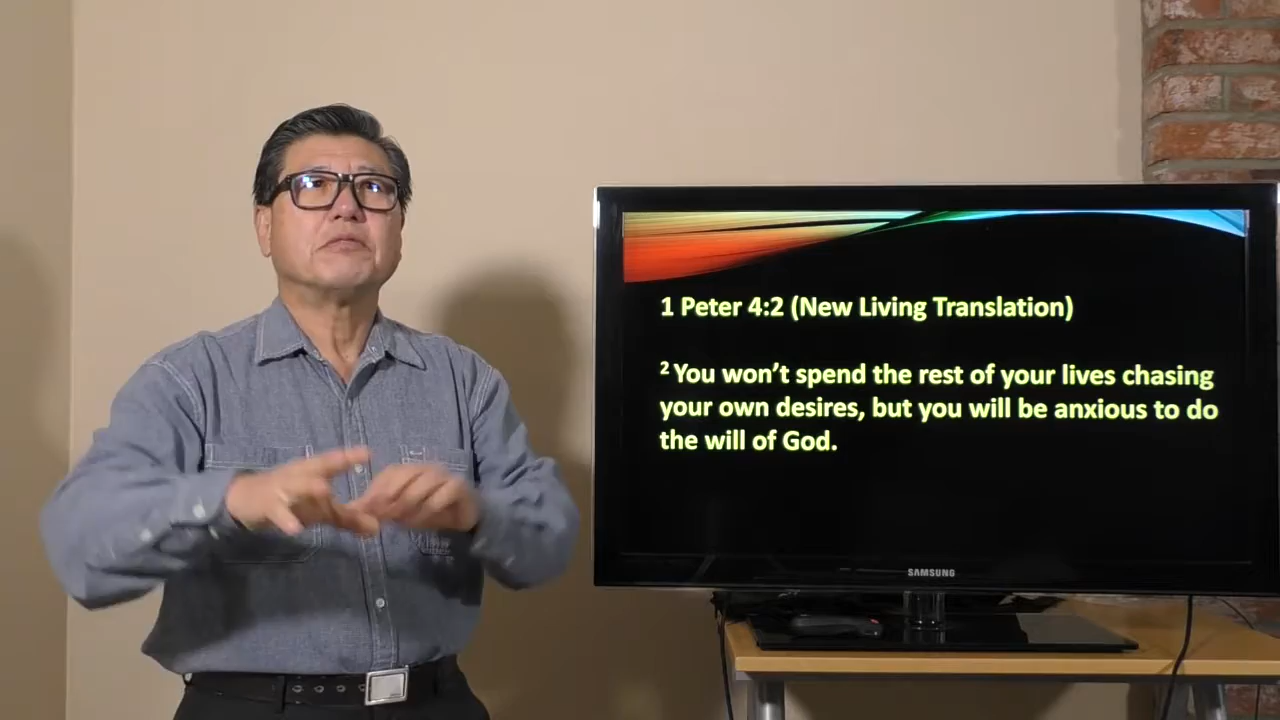 1 Peter 4:2 (New Living Translation)
2 You won't spend the rest of your lives chasing
your own desires, but you will be anxious to do
the will of God.
SAMSUNG